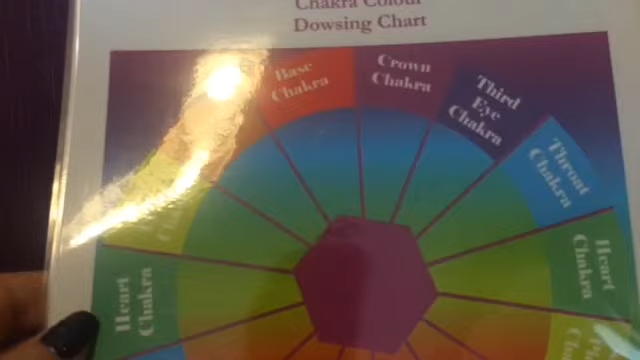 Chakra Colour
Dowsing Chart
Base
Chakra
Crown
Chakra
Third
Eye
Chakra
Throat
Chakra
Heart
Chakra
Heart
Chakra